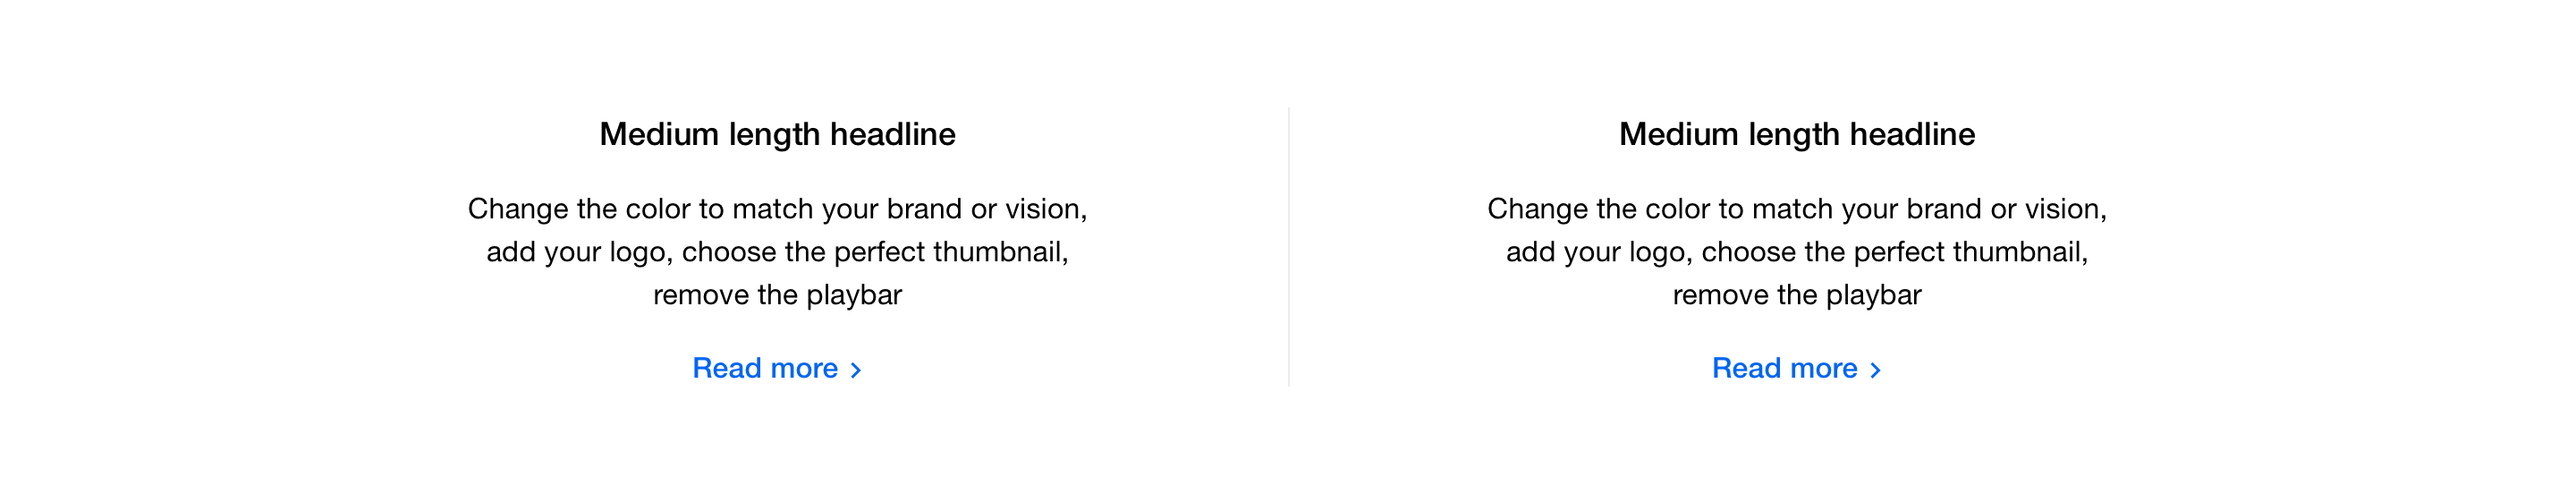 Medium length headline
Change the color to match your brand or vision,
add your logo, choose the perfect thumbnail,
remove the playbar
Read more
Medium length headline
Change the color to match your brand or vision,
add your logo, choose the perfect thumbnail,
remove the playbar
Read more